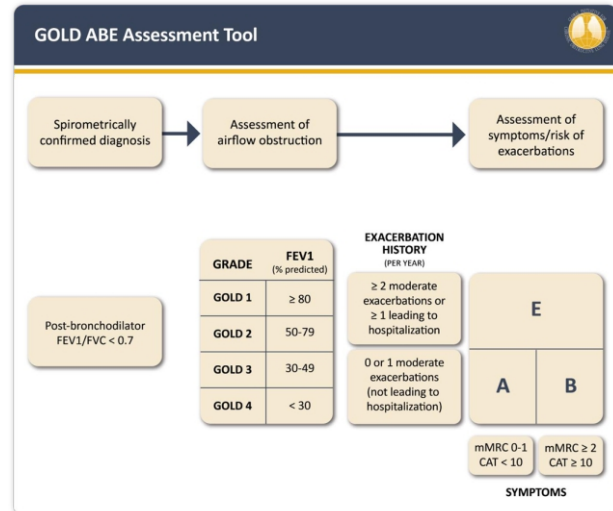 GOLD ABE Assessment Tool
Spirometrically
confirmed diagnosis
Assessment of
airflow obstruction
Assessment of
symptoms/risk of
exacerbations
Post-bronchodilator
FEV1/FVC < 0.7
GRADE
FEV1
(% predicted)
GOLD 1
≥ 80
GOLD 2
50-79
GOLD 3
30-49
GOLD 4
< 30
EXACERBATION
HISTORY
(PER YEAR)
≥ 2 moderate
exacerbations or
≥ 1 leading to
hospitalization
0 or 1 moderate
exacerbations
(not leading to
hospitalization)
E
A
B
mMRC 0-1
CAT < 10
mMRC ≥ 2
CAT ≥ 10
SYMPTOMS